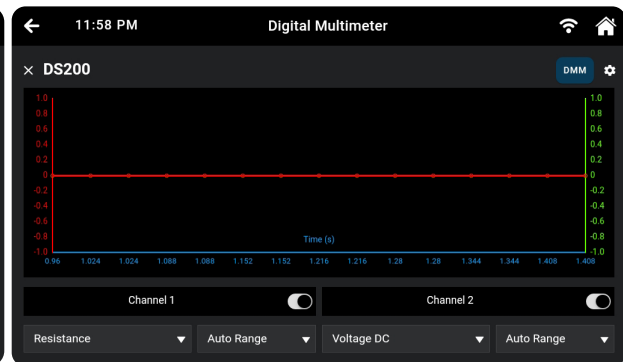 11:58 PM Digital Multimeter
× DS200 DMM
1.0 1.0
0.8 0.8
0.6 0.6
0.4 0.4
0.2 0.2
0 0
-0.2 -0.2
-0.4 -0.4
-0.6 -0.6
-0.8 -0.8
Time (s)
-1.0 -1.0
0.96 1.024 1.024 1.088 1.088 1.152 1.152 1.216 1.216 1.28 1.28 1.344 1.344 1.408 1.408
Channel 1 Channel 2
Resistance Auto Range Voltage DC Auto Range